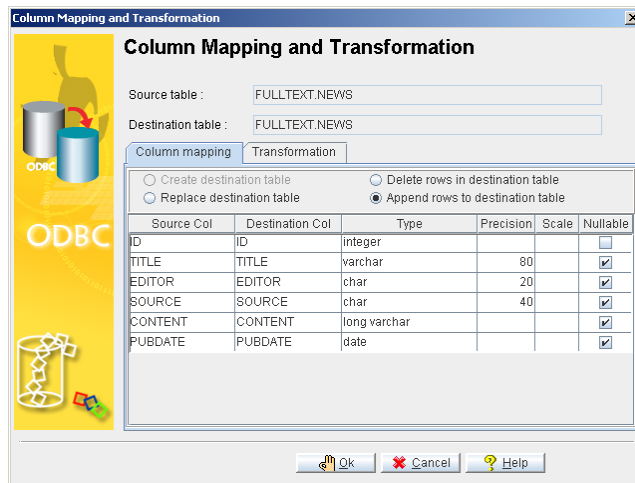 Column Mapping and Transformation
Column Mapping and Transformation
Source table : FULLTEXT.NEWS
Destination table : FULLTEXT.NEWS
Column mapping Transformation
Create destination table Delete rows in destination table
Replace destination table Append rows to destination table
Source Col Destination Col Type Precision Scale Nullable
ID ID integer
TITLE TITLE varchar 80
EDITOR EDITOR char 20
SOURCE SOURCE char 40
CONTENT CONTENT long varchar
PUBDATE PUBDATE date
ODBC
ODBC
Ok Cancel Help